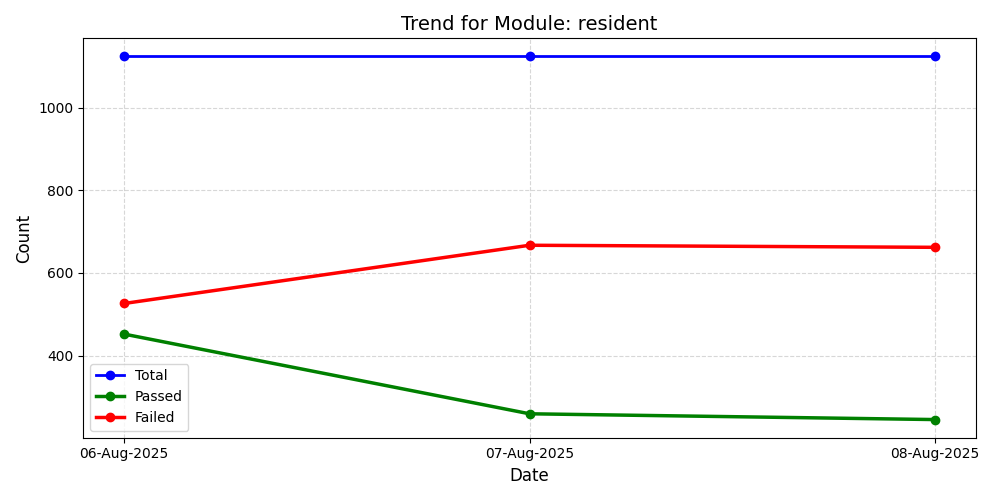 Trend for Module: resident
Count
1000
800
600
400
Total
Passed
Failed
06-Aug-2025
07-Aug-2025
08-Aug-2025
Date